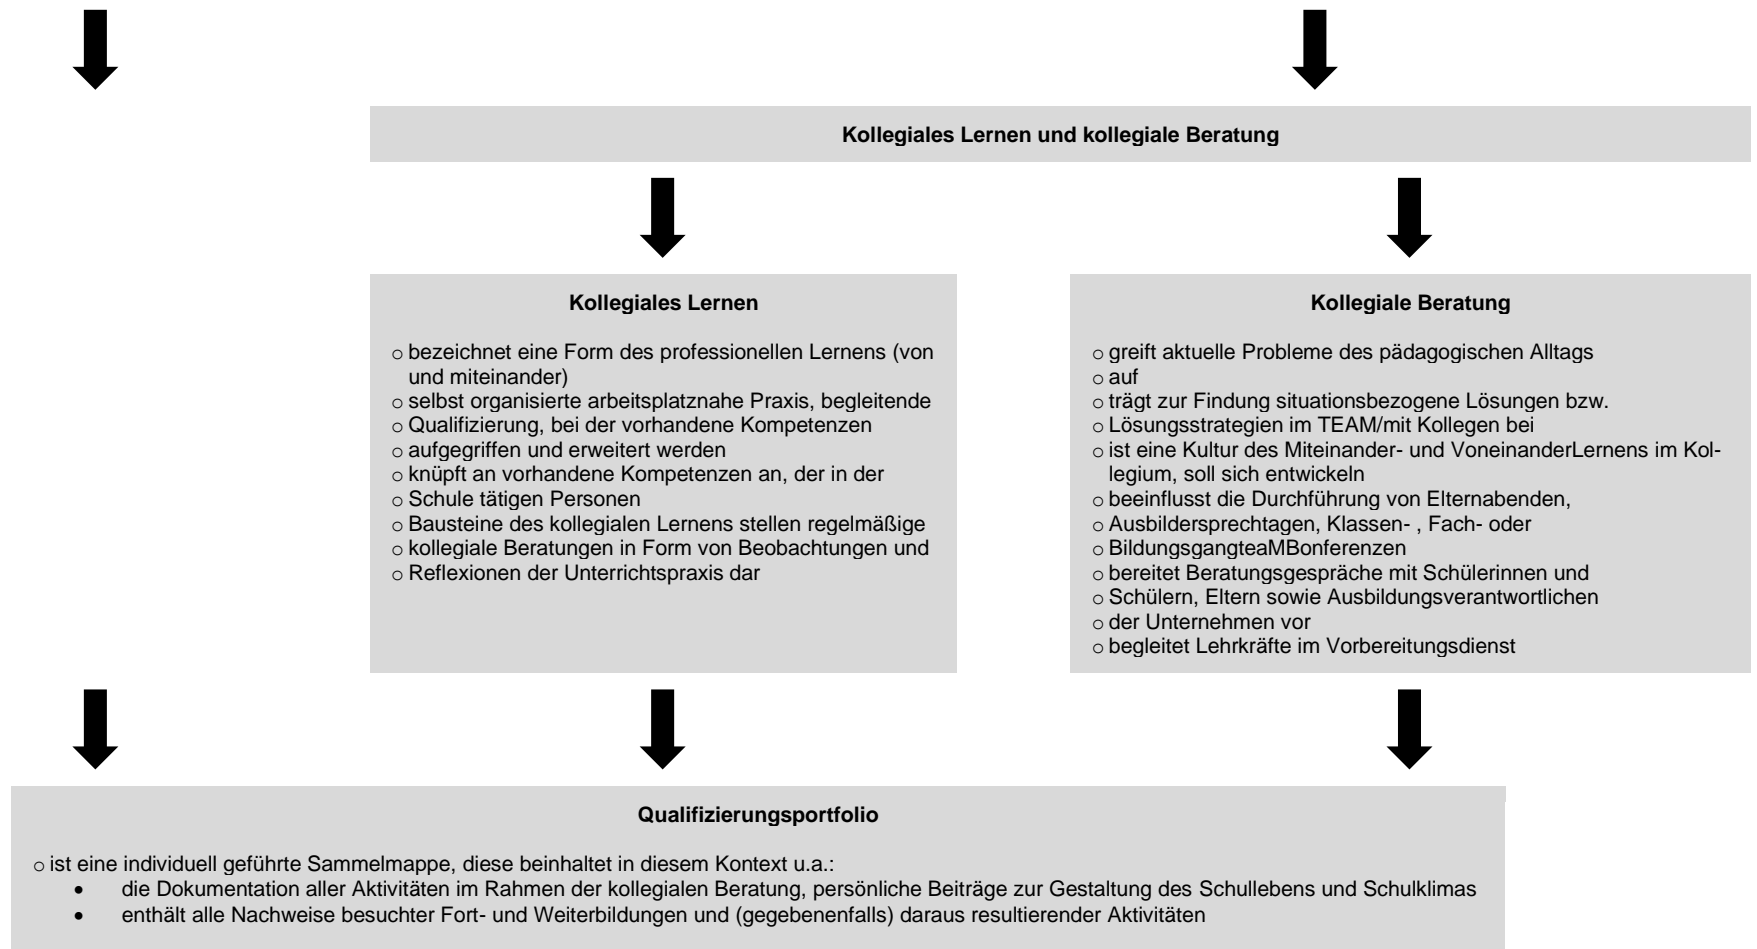 Kollegiales Lernen und kollegiale Beratung
Kollegiales Lernen
o bezeichnet eine Form des professionellen Lernens (von
und miteinander)
o selbst organisierte arbeitsplatznahe Praxis, begleitende
o Qualifizierung, bei der vorhandene Kompetenzen
o aufgegriffen und erweitert werden
o knüpft an vorhandene Kompetenzen an, der in der
o Schule tätigen Personen
o Bausteine des kollegialen Lernens stellen regelmäßige
o kollegiale Beratungen in Form von Beobachtungen und
o Reflexionen der Unterrichtspraxis dar
Kollegiale Beratung
o greift aktuelle Probleme des pädagogischen Alltags
o auf
o trägt zur Findung situationsbezogene Lösungen bzw.
o Lösungsstrategien im TEAM/mit Kollegen bei
o ist eine Kultur des Miteinander- und VoneinanderLernens im Kol-
legium, soll sich entwickeln
o beeinflusst die Durchführung von Elternabenden,
o Ausbildersprechtagen, Klassen- , Fach- oder
o BildungsgangteaMBonferenzen
o bereitet Beratungsgespräche mit Schülerinnen und
o Schülern, Eltern sowie Ausbildungsverantwortlichen
o der Unternehmen vor
o begleitet Lehrkräfte im Vorbereitungsdienst
Qualifizierungsportfolio
o ist eine individuell geführte Sammelmappe, diese beinhaltet in diesem Kontext u.a.:
• die Dokumentation aller Aktivitäten im Rahmen der kollegialen Beratung, persönliche Beiträge zur Gestaltung des Schullebens und Schulklimas
• enthält alle Nachweise besuchter Fort- und Weiterbildungen und (gegebenenfalls) daraus resultierender Aktivitäten